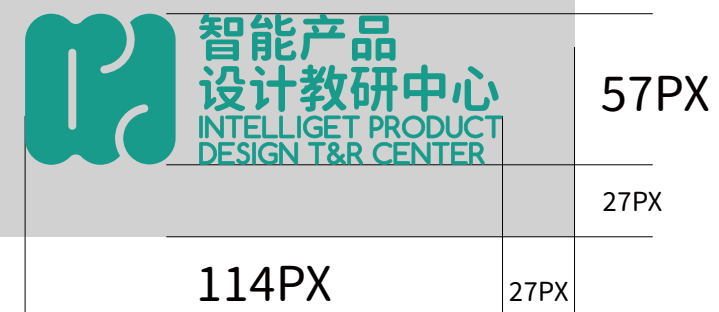 智能产品
设计教研中心
INTELLIGET PRODUCT
DESIGN T&R CENTER
57PX
27PX
114PX
27PX